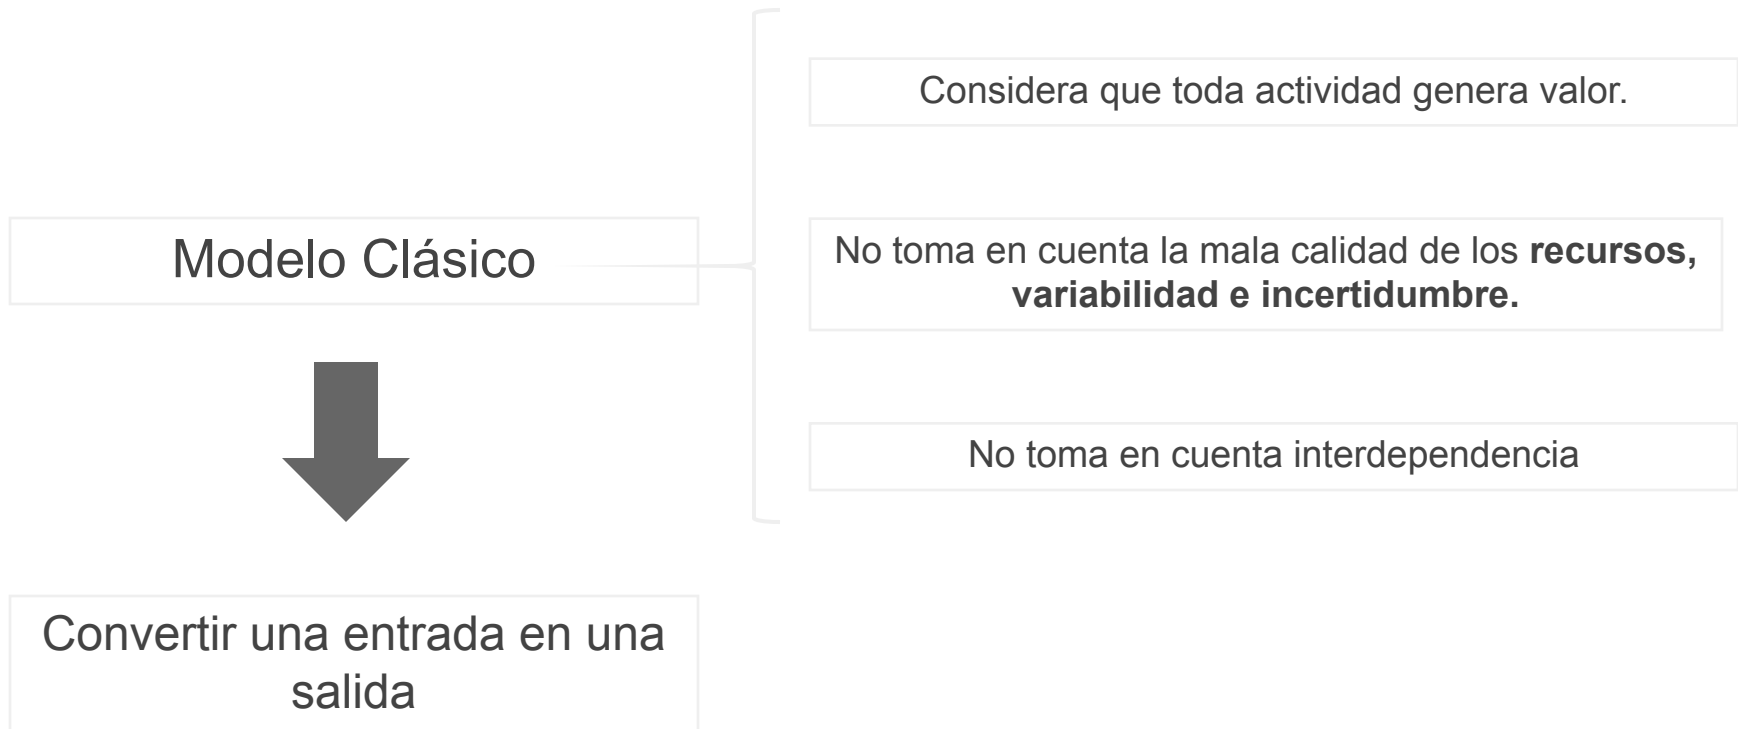 Considera que toda actividad genera valor.
Modelo Clásico
No toma en cuenta la mala calidad de los recursos,
variabilidad e incertidumbre.
No toma en cuenta interdependencia
Convertir una entrada en una
salida